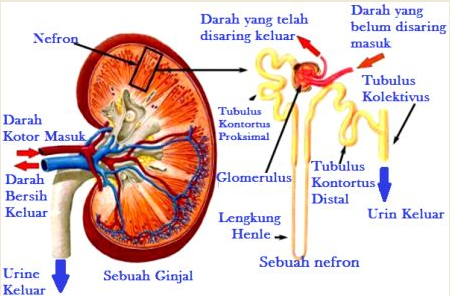 Nefron
Darah yang telah
disaring keluar
Darah yang
belum disaring
masuk
Tubulus
Kolektivus
Tubulus
Kontortus
Proksimal
Darah
Kotor Masuk
Darah
Bersih
Keluar
Glomerulus
Tubulus
Kontortus
Distal
Lengkung
Henle
Urin Keluar
Sebuah nefron
Sebuah Ginjal
Urine
Keluar